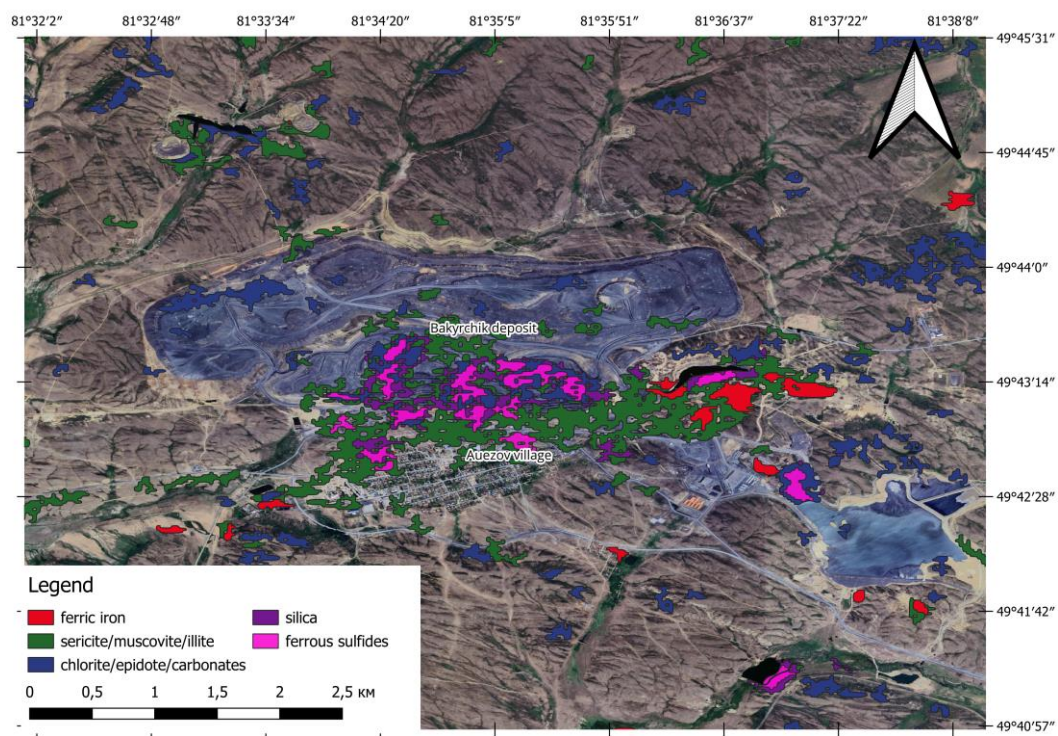 81°32′2″ 81°32′48″ 81°33′34″ 81°34′20″ 81°35′5″ 81°35′51″ 81°36′37″ 81°37′22″ 81°38′8″
49°45′31″
49°44′45″
49°44′0″
Bakyrchik deposit
49°43′14″
Auezov village
49°42′28″
Legend
ferric iron
silica
49°41′42″
sericite/muscovite/illite
ferrous sulfides
chlorite/epidote/carbonates
0 0,5 1 1,5 2 2,5 км
49°40′57″